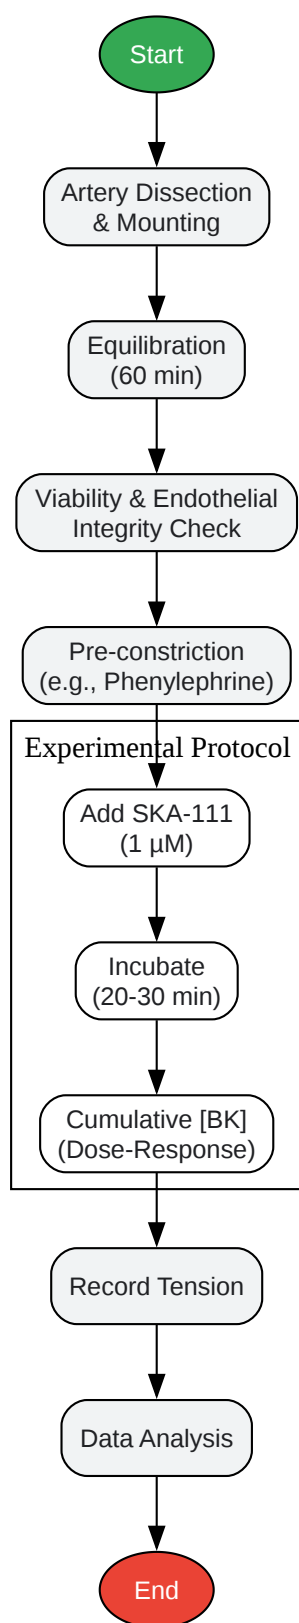 Start
Artery Dissection
& Mounting
Equilibration
(60 min)
Viability & Endothelial
Integrity Check
Pre-constriction
(e.g., Phenylephrine)
Experimental Protocol
Add SKA-111
(1 µM)
Incubate
(20-30 min)
Cumulative [BK]
(Dose-Response)
Record Tension
Data Analysis
End